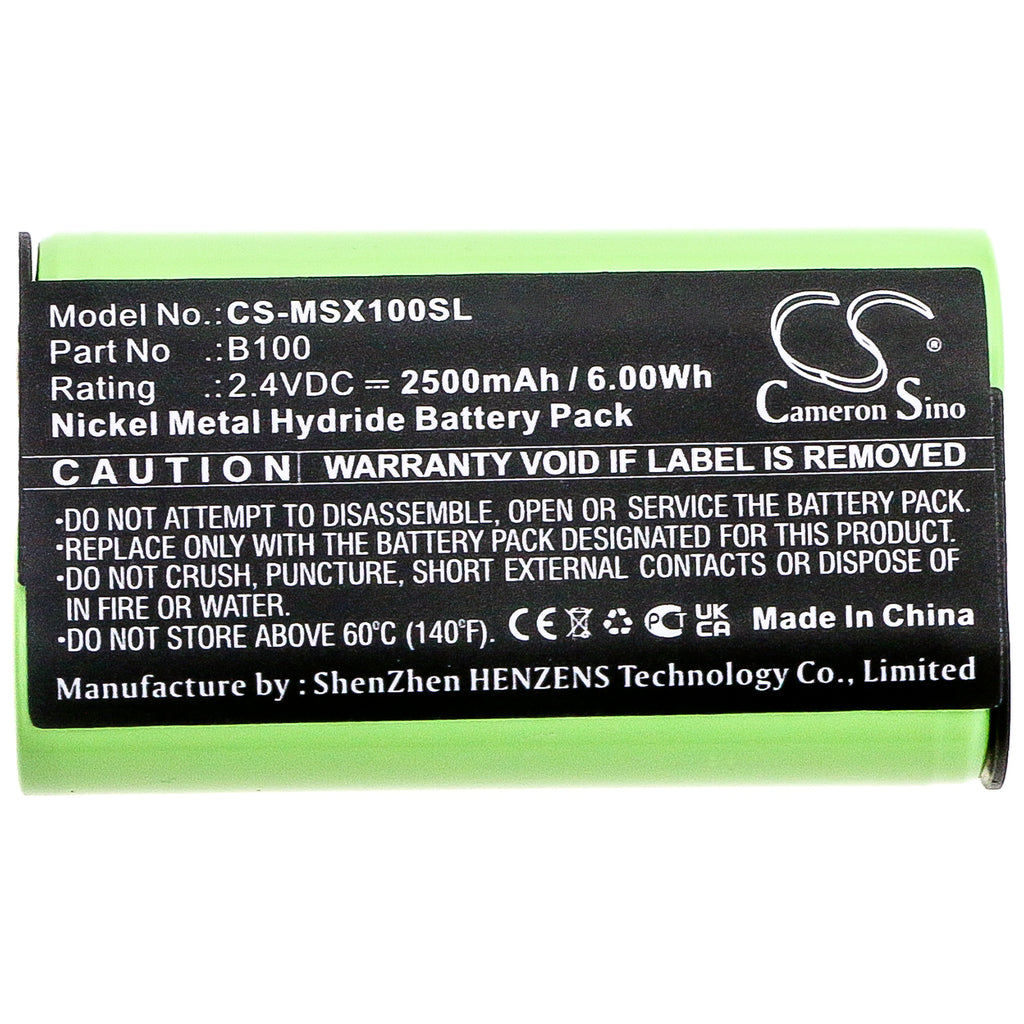 Model No.:CS-MSX100SL
Part No .:B100
Rating .:2.4VDC ⎓ 2500mAh / 6.00Wh
Nickel Metal Hydride Battery Pack
CS ®
Cameron Sino
CAUTION WARRANTY VOID IF LABEL IS REMOVED
·DO NOT ATTEMPT TO DISASSEMBLE, OPEN OR SERVICE THE BATTERY PACK.
·REPLACE ONLY WITH THE BATTERY PACK DESIGNATED FOR THIS PRODUCT.
·DO NOT CRUSH, PUNCTURE, SHORT EXTERNAL CONTACTS OR DISPOSE OF
IN FIRE OR WATER.
·DO NOT STORE ABOVE 60°C (140°F). CE PCT UKCA Made In China
Manufacture by : ShenZhen HENZENS Technology Co., Limited